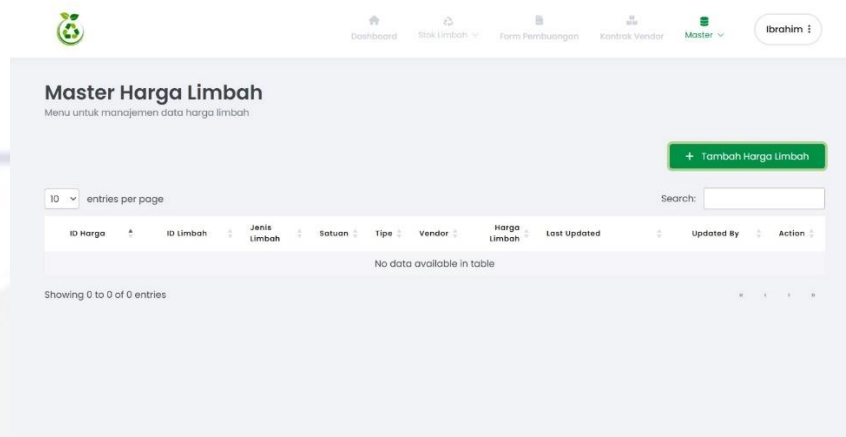 Dashboard Stok Limbah Form Pembuangan Kontrak Vendor Master Ibrahim
Master Harga Limbah
Menu untuk manajemen data harga limbah
+ Tambah Harga Limbah
10 entries per page Search:
ID Harga ID Limbah Jenis Limbah Satuan Tipe Vendor Harga Limbah Last Updated Updated By Action
No data available in table
Showing 0 to 0 of 0 entries « ‹ › »